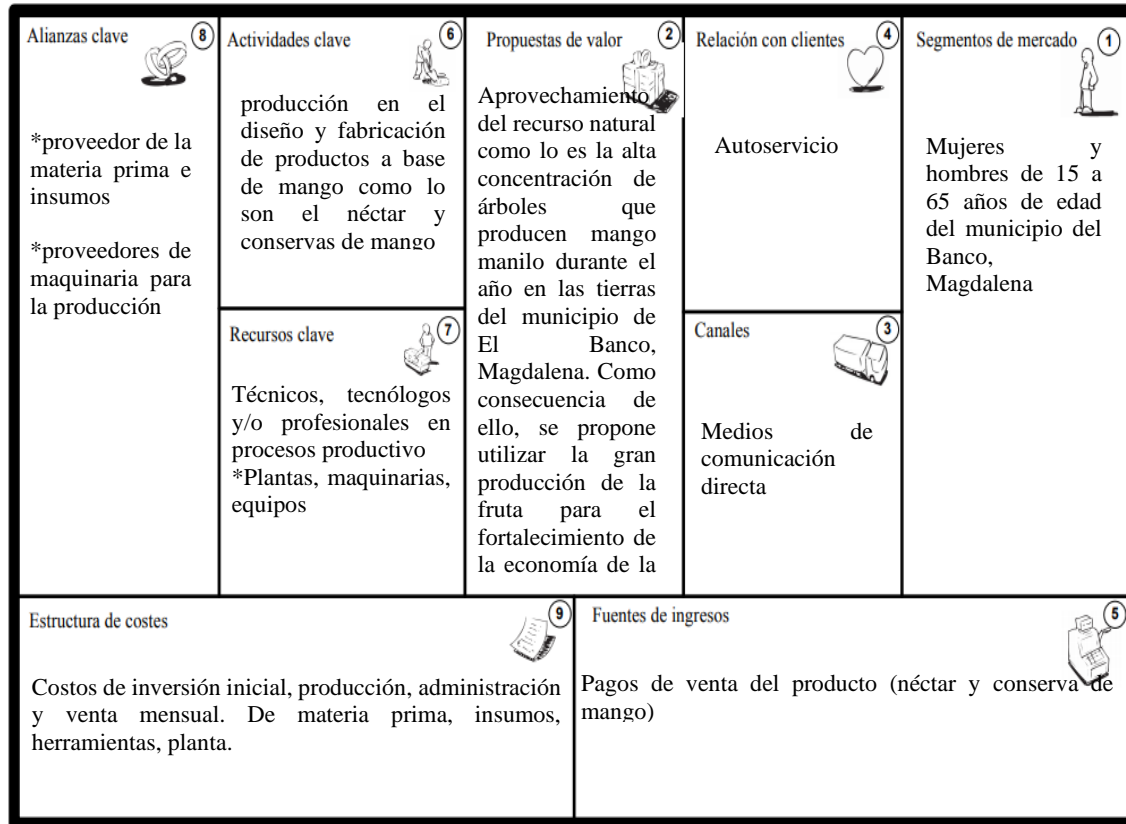 Alianzas clave
8
*proveedor de la
materia prima e
insumos
*proveedores de
maquinaria para
la producción
Actividades clave
6
producción en el
diseño y fabricación
de productos a base
de mango como lo
son el néctar y
conservas de mango
Recursos clave
7
Técnicos, tecnólogos
y/o profesionales en
procesos productivo
*Plantas, maquinarias,
equipos
Propuestas de valor
2
Aprovechamiento
del recurso natural
como lo es la alta
concentración de
árboles que
producen mango
manilo durante el
año en las tierras
del municipio de
El Banco,
Magdalena. Como
consecuencia de
ello, se propone
utilizar la gran
producción de la
fruta para el
fortalecimiento de
la economía de la
Relación con clientes
4
Autoservicio
Canales
3
Medios de
comunicación
directa
Segmentos de mercado
1
Mujeres y
hombres de 15 a
65 años de edad
del municipio del
Banco,
Magdalena
Estructura de costes
9
Costos de inversión inicial, producción, administración
y venta mensual. De materia prima, insumos,
herramientas, planta.
Fuentes de ingresos
5
Pagos de venta del producto (néctar y conserva de
mango)